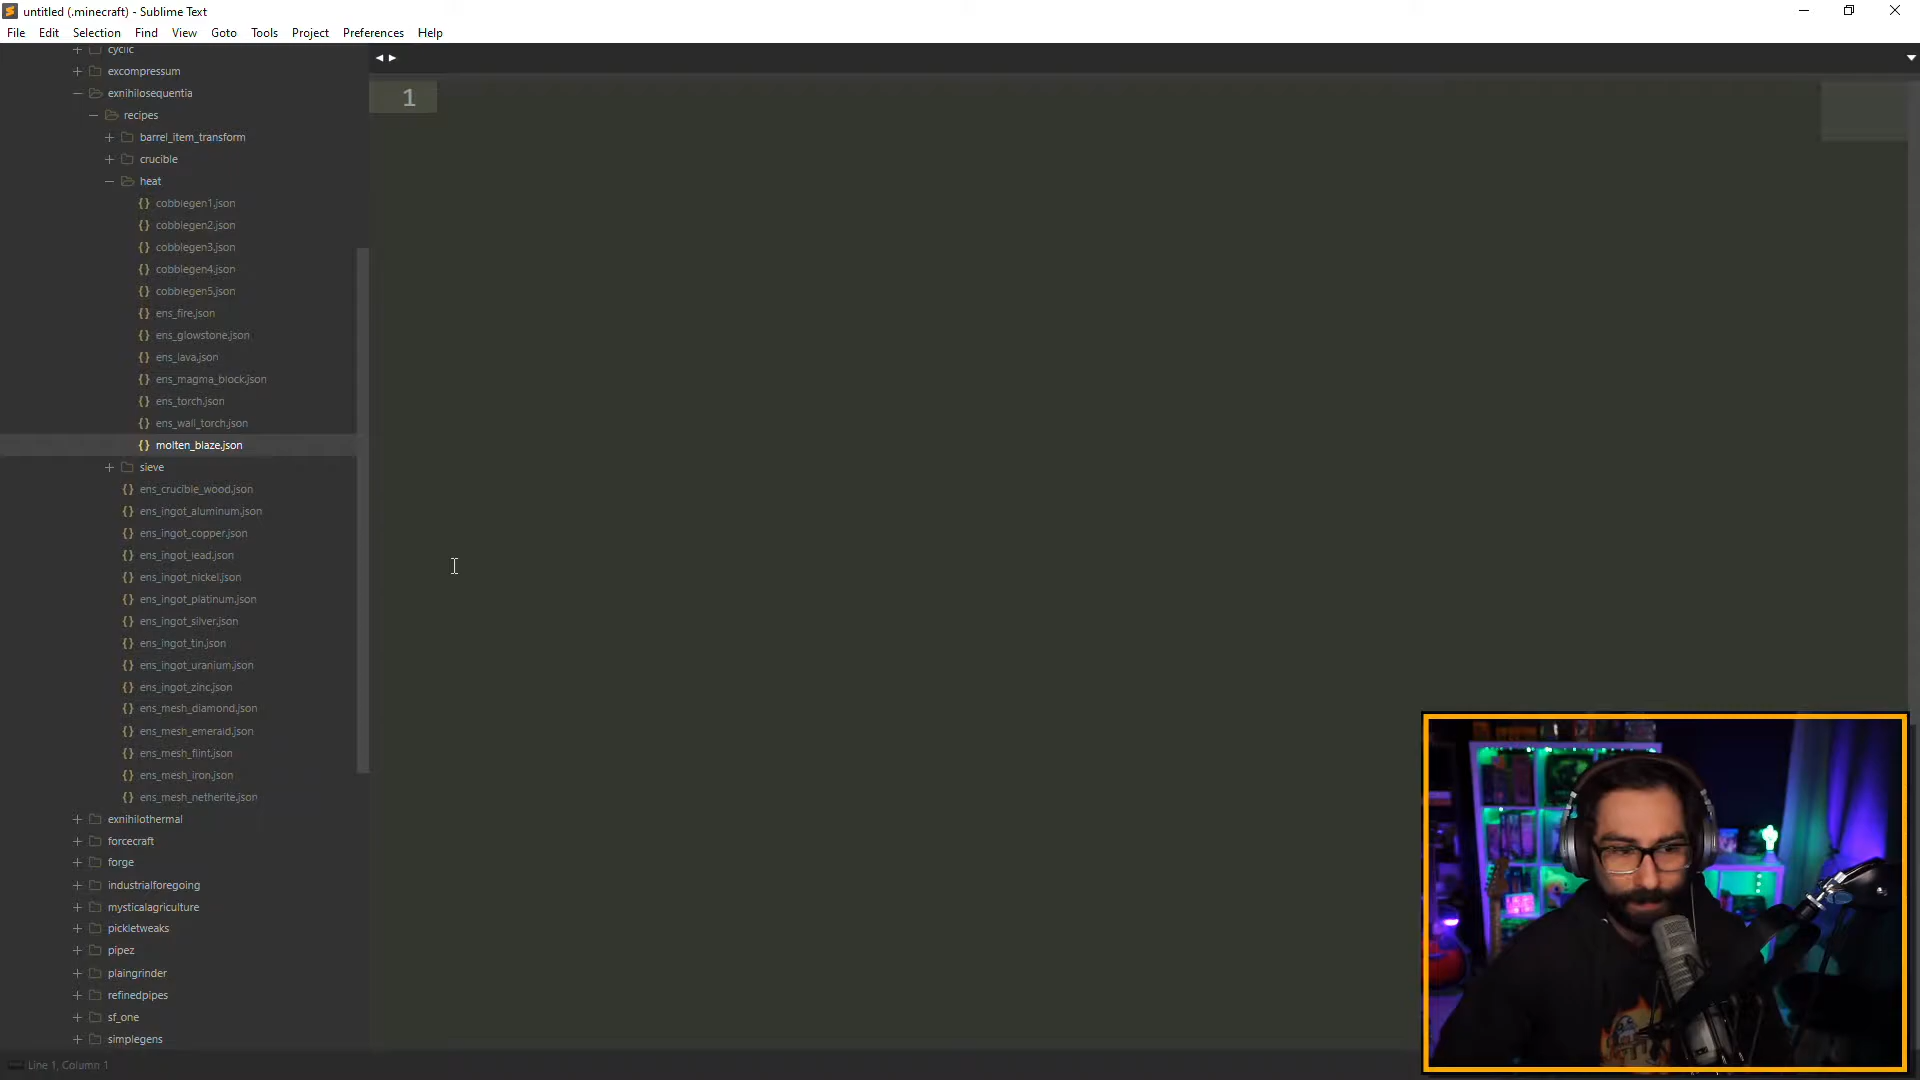 untitled (.minecraft) - Sublime Text
File Edit Selection Find View Goto Tools Project Preferences Help
cyclic
excompressum
exnihilosequentia
1
recipes
barrel_item_transform
crucible
heat
cobblegen1.json
cobblegen2.json
cobblegen3.json
cobblegen4.json
cobblegen5.json
ens_fire.json
ens_glowstone.json
ens_lava.json
ens_magma_block.json
ens_torch.json
ens_wall_torch.json
molten_blaze.json
sieve
ens_crucible_wood.json
ens_ingot_aluminum.json
ens_ingot_copper.json
ens_ingot_lead.json
ens_ingot_nickel.json
ens_ingot_platinum.json
ens_ingot_silver.json
ens_ingot_tin.json
ens_ingot_uranium.json
ens_ingot_zinc.json
ens_mesh_diamond.json
ens_mesh_emerald.json
ens_mesh_flint.json
ens_mesh_iron.json
ens_mesh_netherite.json
exnihilothermal
forcecraft
forge
industrialforegoing
mysticalagriculture
pickletweaks
pipez
plaingrinder
refinedpipes
sf_one
simplegens
Line 1, Column 1